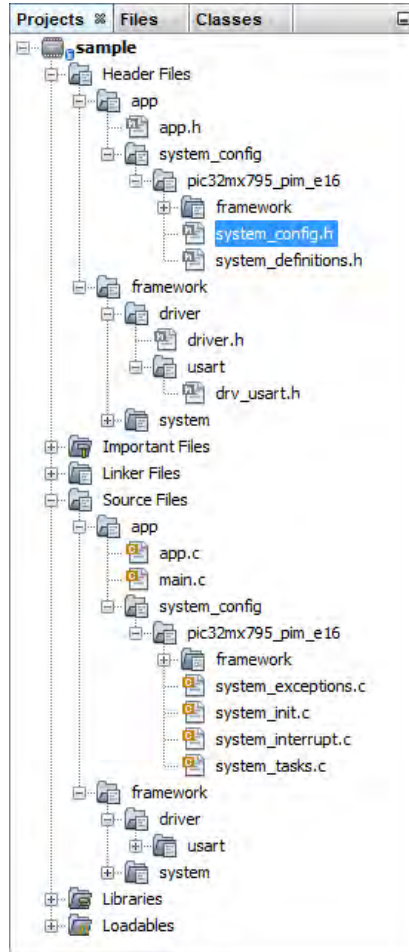 Projects Files Classes
sample
Header Files
app
app.h
system_config
pic32mx795_pim_e16
framework
system_config.h
system_definitions.h
framework
driver
driver.h
usart
drv_usart.h
system
Important Files
Linker Files
Source Files
app
app.c
main.c
system_config
pic32mx795_pim_e16
framework
system_exceptions.c
system_init.c
system_interrupt.c
system_tasks.c
framework
driver
usart
system
Libraries
Loadables